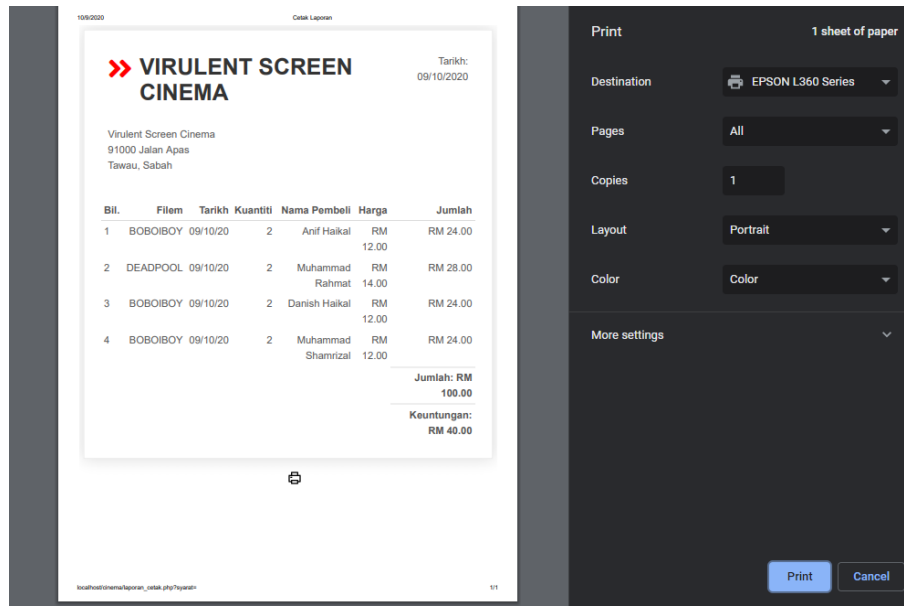 10/9/2020 Cetak Laporan
VIRULENT SCREEN
CINEMA
Tarikh:
09/10/2020
Virulent Screen Cinema
91000 Jalan Apas
Tawau, Sabah
Bil. Filem Tarikh Kuantiti Nama Pembeli Harga Jumlah
1 BOBOIBOY 09/10/20 2 Anif Haikal RM RM 24.00
12.00
2 DEADPOOL 09/10/20 2 Muhammad RM RM 28.00
Rahmat 14.00
3 BOBOIBOY 09/10/20 2 Danish Haikal RM RM 24.00
12.00
4 BOBOIBOY 09/10/20 2 Muhammad RM RM 24.00
Shamrizal 12.00
Jumlah: RM
100.00
Keuntungan:
RM 40.00
localhost/cinema/laporan_cetak.php?syarat= 1/1
Print 1 sheet of paper
Destination EPSON L360 Series
Pages All
Copies 1
Layout Portrait
Color Color
More settings
Print Cancel